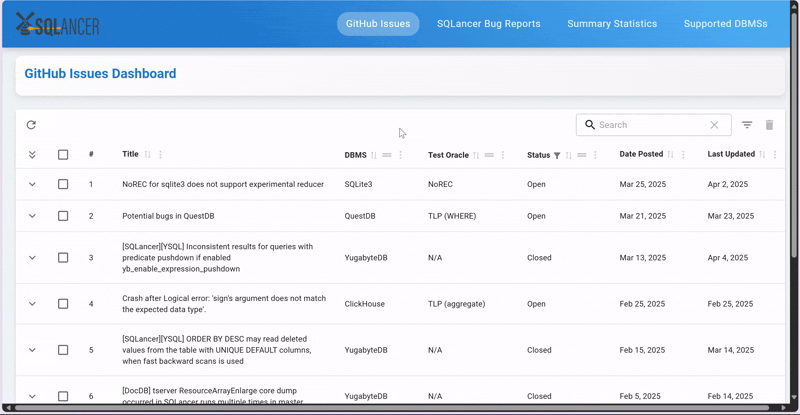 SQLANCER
GitHub Issues
SQLancer Bug Reports
Summary Statistics
Supported DBMSs
GitHub Issues Dashboard
Search
# Title DBMS Test Oracle Status Date Posted Last Updated
1 NoREC for sqlite3 does not support experimental reducer SQLite3 NoREC Open Mar 25, 2025 Apr 2, 2025
2 Potential bugs in QuestDB QuestDB TLP (WHERE) Open Mar 21, 2025 Mar 23, 2025
[SQLancer][YSQL] Inconsistent results for queries with
3 predicate pushdown if enabled YugabyteDB N/A Closed Mar 13, 2025 Apr 4, 2025
yb_enable_expression_pushdown
4 Crash after Logical error: 'sign's argument does not match ClickHouse TLP (aggregate) Open Feb 25, 2025 Feb 25, 2025
the expected data type'.
[SQLancer][YSQL] ORDER BY DESC may read deleted
5 values from the table with UNIQUE DEFAULT columns, YugabyteDB N/A Closed Feb 15, 2025 Mar 14, 2025
when fast backward scans is used
6 [DocDB] tserver ResourceArrayEnlarge core dump YugabyteDB N/A Closed Feb 5, 2025 Feb 14, 2025
occurred in SQLancer runs multiple times in master